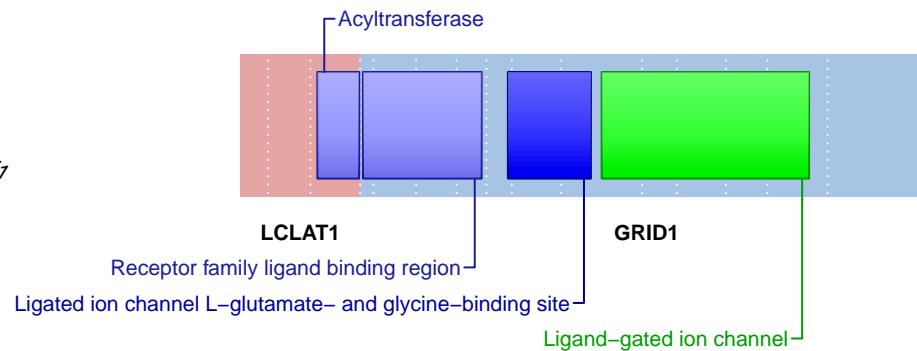 Acyltransferase
LCLAT1
GRID1
Receptor family ligand binding region
Ligated ion channel L−glutamate− and glycine−binding site
Ligand−gated ion channel